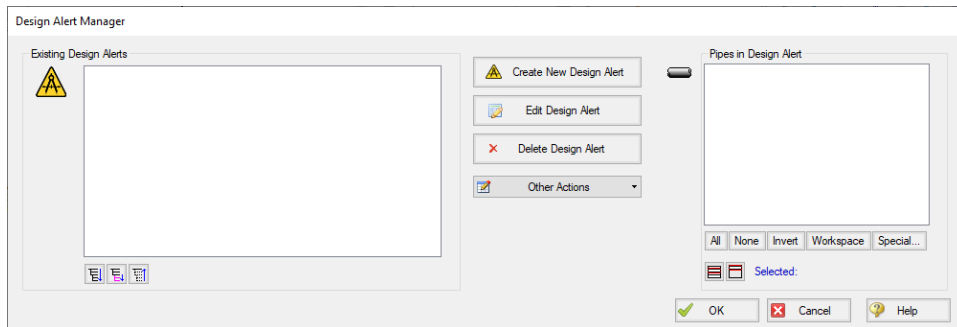 Design Alert Manager
Existing Design Alerts
Create New Design Alert
Edit Design Alert
Delete Design Alert
Other Actions
Pipes in Design Alert
All None Invert Workspace Special...
Selected:
OK Cancel Help